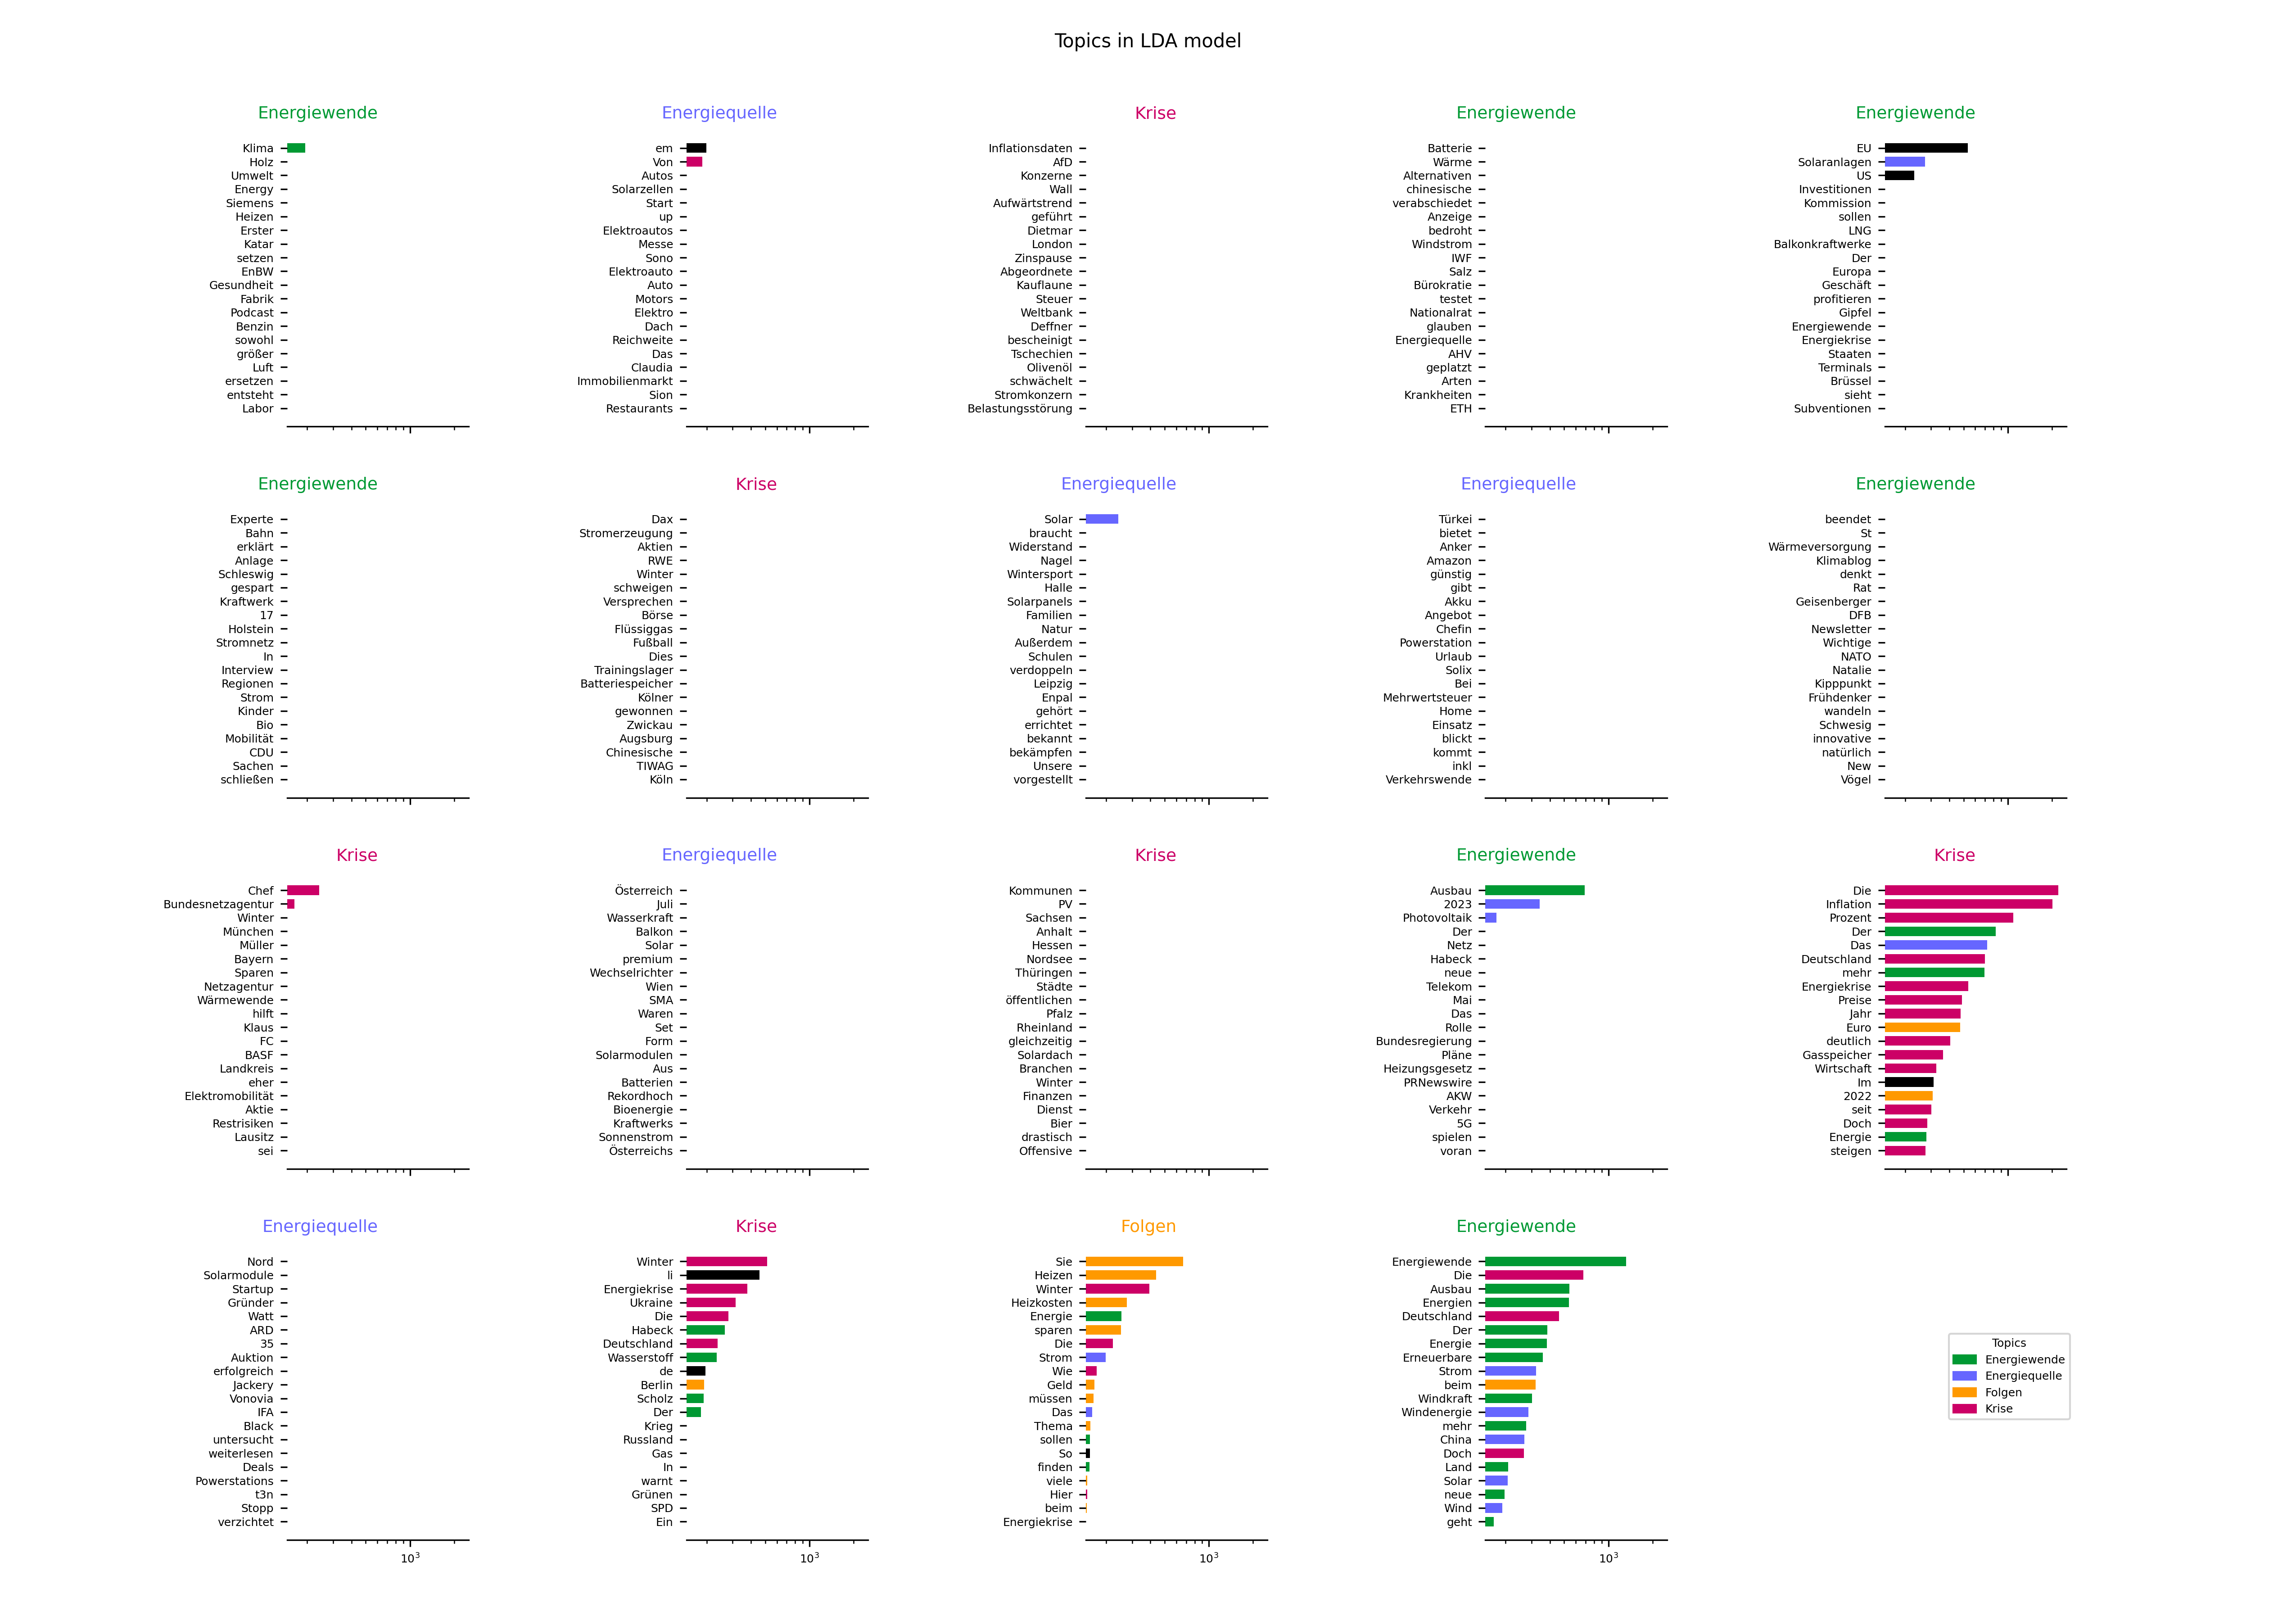 Topics in LDA model
Energiewende
Klima
Holz
Umwelt
Energy
Siemens
Heizen
Erster
Katar
setzen
EnBW
Gesundheit
Fabrik
Podcast
Benzin
sowohl
größer
Luft
ersetzen
entsteht
Labor
Energiequelle
em
Von
Autos
Solarzellen
Start
up
Elektroautos
Messe
Sono
Elektroauto
Auto
Motors
Elektro
Dach
Reichweite
Das
Claudia
Immobilienmarkt
Sion
Restaurants
Krise
Inflationsdaten
AfD
Konzerne
Wall
Aufwärtstrend
geführt
Dietmar
London
Zinspause
Abgeordnete
Kauflaune
Steuer
Weltbank
Deffner
bescheinigt
Tschechien
Olivenöl
schwächelt
Stromkonzern
Belastungsstörung
Energiewende
Batterie
Wärme
Alternativen
chinesische
verabschiedet
Anzeige
bedroht
Windstrom
IWF
Salz
Bürokratie
testet
Nationalrat
glauben
Energiequelle
AHV
geplatzt
Arten
Krankheiten
ETH
Energiewende
EU
Solaranlagen
US
Investitionen
Kommission
sollen
LNG
Balkonkraftwerke
Der
Europa
Geschäft
profitieren
Gipfel
Energiewende
Energiekrise
Staaten
Terminals
Brüssel
sieht
Subventionen
Energiewende
Experte
Bahn
erklärt
Anlage
Schleswig
gespart
Kraftwerk
17
Holstein
Stromnetz
In
Interview
Regionen
Strom
Kinder
Bio
Mobilität
CDU
Sachen
schließen
Krise
Dax
Stromerzeugung
Aktien
RWE
Winter
schweigen
Versprechen
Börse
Flüssiggas
Fußball
Dies
Trainingslager
Batteriespeicher
Kölner
gewonnen
Zwickau
Augsburg
Chinesische
TIWAG
Köln
Energiequelle
Solar
braucht
Widerstand
Nagel
Wintersport
Halle
Solarpanels
Familien
Natur
Außerdem
Schulen
verdoppeln
Leipzig
Enpal
gehört
errichtet
bekannt
bekämpfen
Unsere
vorgestellt
Energiequelle
Türkei
bietet
Anker
Amazon
günstig
gibt
Akku
Angebot
Chefin
Powerstation
Urlaub
Solix
Bei
Mehrwertsteuer
Home
Einsatz
blickt
kommt
inkl
Verkehrswende
Energiewende
beendet
St
Wärmeversorgung
Klimablog
denkt
Rat
Geisenberger
DFB
Newsletter
Wichtige
NATO
Natalie
Kipppunkt
Frühdenker
wandeln
Schwesig
innovative
natürlich
New
Vögel
Krise
Chef
Bundesnetzagentur
Winter
München
Müller
Bayern
Sparen
Netzagentur
Wärmewende
hilft
Klaus
FC
BASF
Landkreis
eher
Elektromobilität
Aktie
Restrisiken
Lausitz
sei
Energiequelle
Österreich
Juli
Wasserkraft
Balkon
Solar
premium
Wechselrichter
Wien
SMA
Waren
Set
Form
Solarmodulen
Aus
Batterien
Rekordhoch
Bioenergie
Kraftwerks
Sonnenstrom
Österreichs
Krise
Kommunen
PV
Sachsen
Anhalt
Hessen
Nordsee
Thüringen
Städte
öffentlichen
Pfalz
Rheinland
gleichzeitig
Solardach
Branchen
Winter
Finanzen
Dienst
Bier
drastisch
Offensive
Energiewende
Ausbau
2023
Photovoltaik
Der
Netz
Habeck
neue
Telekom
Mai
Das
Rolle
Bundesregierung
Pläne
Heizungsgesetz
PRNewswire
AKW
Verkehr
5G
spielen
voran
Krise
Die
Inflation
Prozent
Der
Das
Deutschland
mehr
Energiekrise
Preise
Jahr
Euro
deutlich
Gasspeicher
Wirtschaft
Im
2022
seit
Doch
Energie
steigen
Energiequelle
Nord
Solarmodule
Startup
Gründer
Watt
ARD
35
Auktion
erfolgreich
Jackery
Vonovia
IFA
Black
untersucht
weiterlesen
Deals
Powerstations
t3n
Stopp
verzichtet
10³
Krise
Winter
li
Energiekrise
Ukraine
Die
Habeck
Deutschland
Wasserstoff
de
Berlin
Scholz
Der
Krieg
Russland
Gas
In
warnt
Grünen
SPD
Ein
10³
Folgen
Sie
Heizen
Winter
Heizkosten
Energie
sparen
Die
Strom
Wie
Geld
müssen
Das
Thema
sollen
So
finden
viele
Hier
beim
Energiekrise
10³
Energiewende
Energiewende
Die
Ausbau
Energien
Deutschland
Der
Energie
Erneuerbare
Strom
beim
Windkraft
Windenergie
mehr
China
Doch
Land
Solar
neue
Wind
geht
10³
Topics
Energiewende
Energiequelle
Folgen
Krise